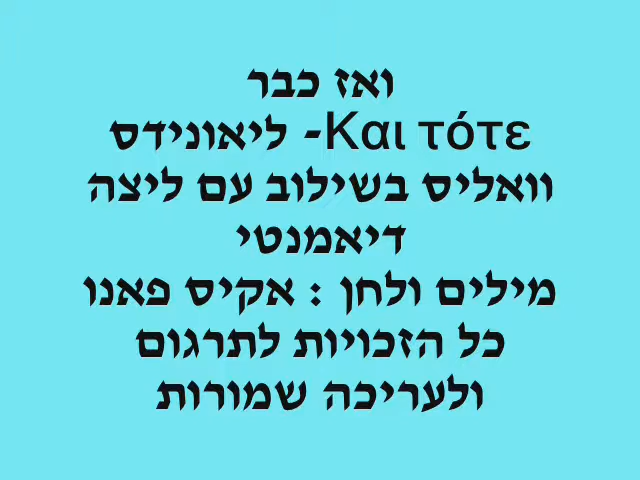 ואז כבר
Και τότε- ליאונידס
וואליס בשילוב עם ליצה
דיאמנטי
מילים ולחן : אקיס פאנו
כל הזכויות לתרגום
ולעריכה שמורות